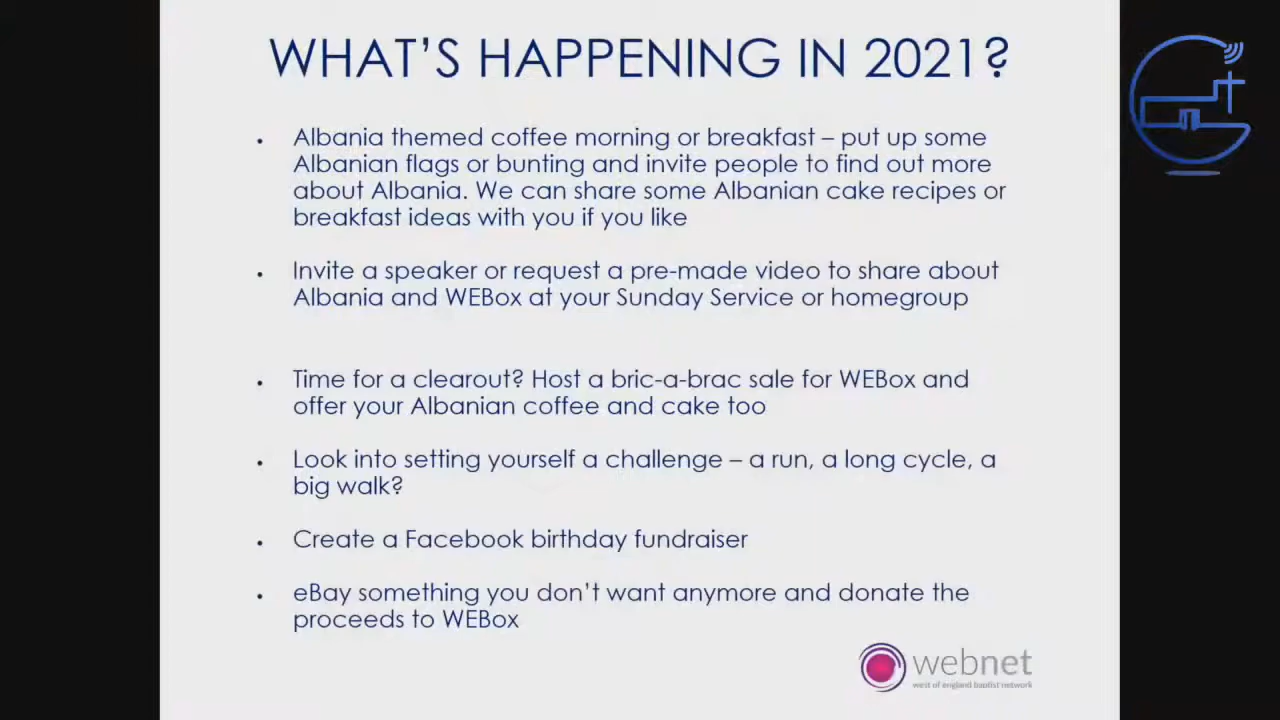 WHAT'S HAPPENING IN 2021?
• Albania themed coffee morning or breakfast – put up some
Albanian flags or bunting and invite people to find out more
about Albania. We can share some Albanian cake recipes or
breakfast ideas with you if you like
• Invite a speaker or request a pre-made video to share about
Albania and WEBox at your Sunday Service or homegroup
• Time for a clearout? Host a bric-a-brac sale for WEBox and
offer your Albanian coffee and cake too
• Look into setting yourself a challenge – a run, a long cycle, a
big walk?
• Create a Facebook birthday fundraiser
• eBay something you don't want anymore and donate the
proceeds to WEBox
webnet
west of england baptist network